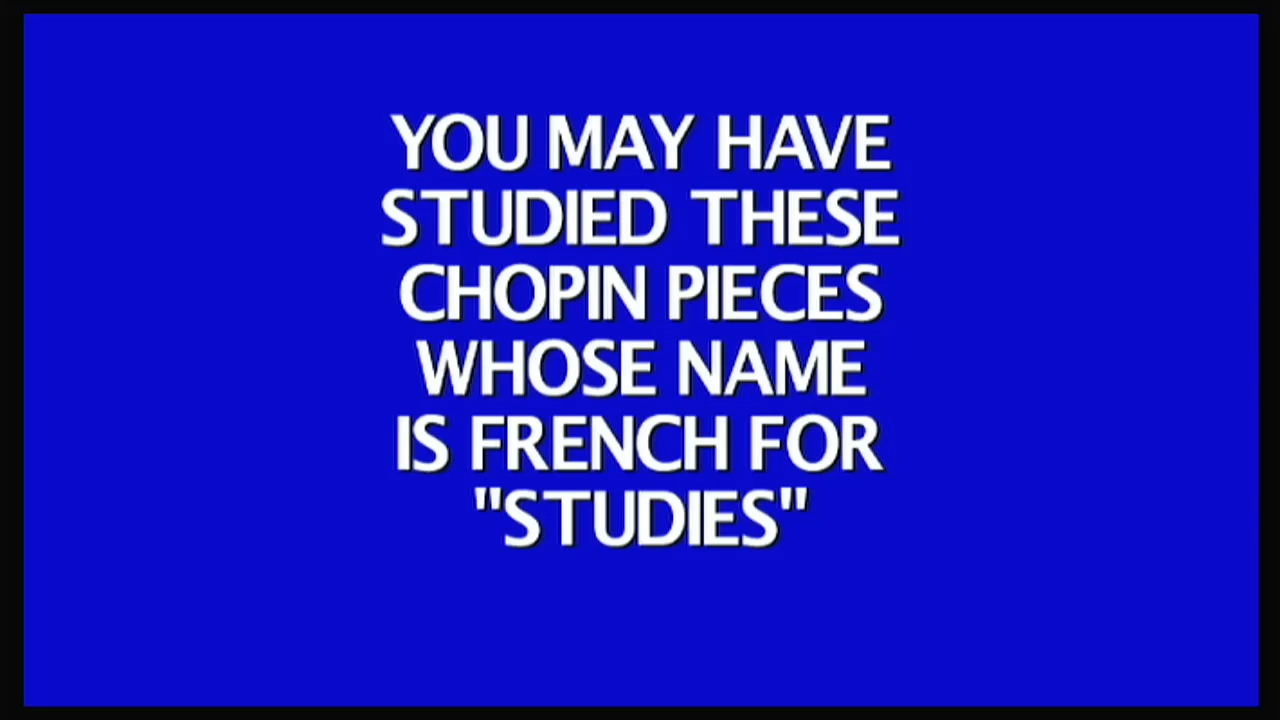 YOU MAY HAVE
STUDIED THESE
CHOPIN PIECES
WHOSE NAME
IS FRENCH FOR
"STUDIES"